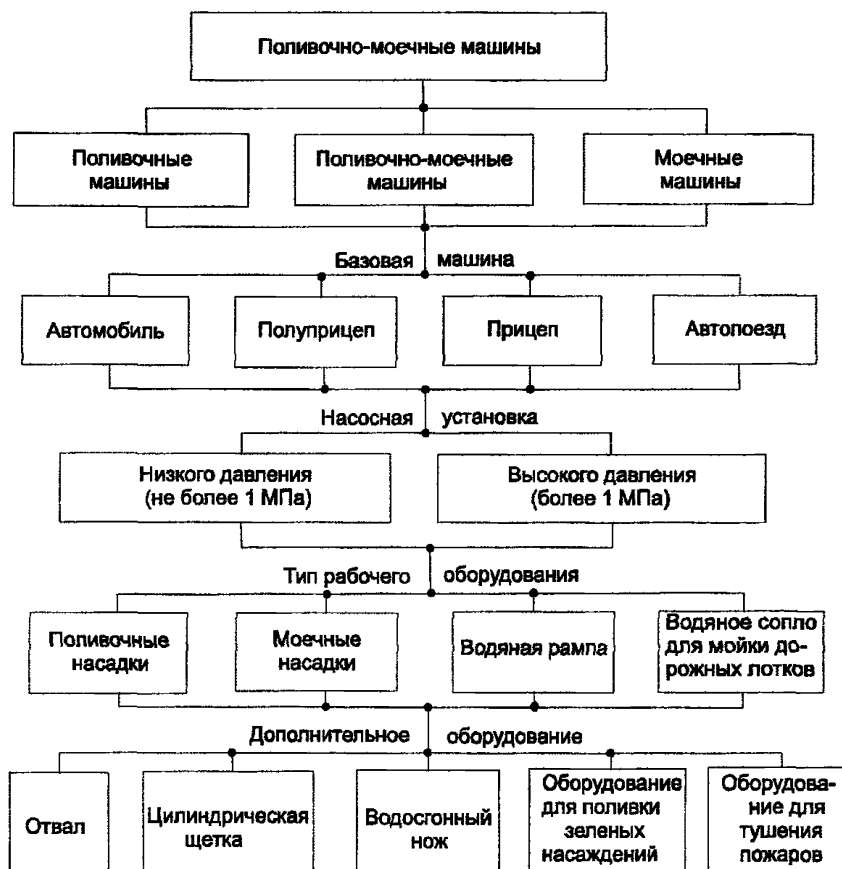 Поливочно-моечные машины
Поливочные
машины
Поливочно-моечные
машины
Моечные
машины
Базовая машина
Автомобиль
Полуприцеп
Прицеп
Автопоезд
Насосная установка
Низкого давления
(не более 1 МПа)
Высокого давления
(более 1 МПа)
Тип рабочего оборудования
Поливочные
насадки
Моечные
насадки
Водяная рампа
Водяное сопло
для мойки до-
рожных лотков
Дополнительное оборудование
Отвал
Цилиндрическая
щетка
Водосгонный
нож
Оборудование
для поливки
зеленых
насаждений
Оборудова-
ние для
тушения
пожаров